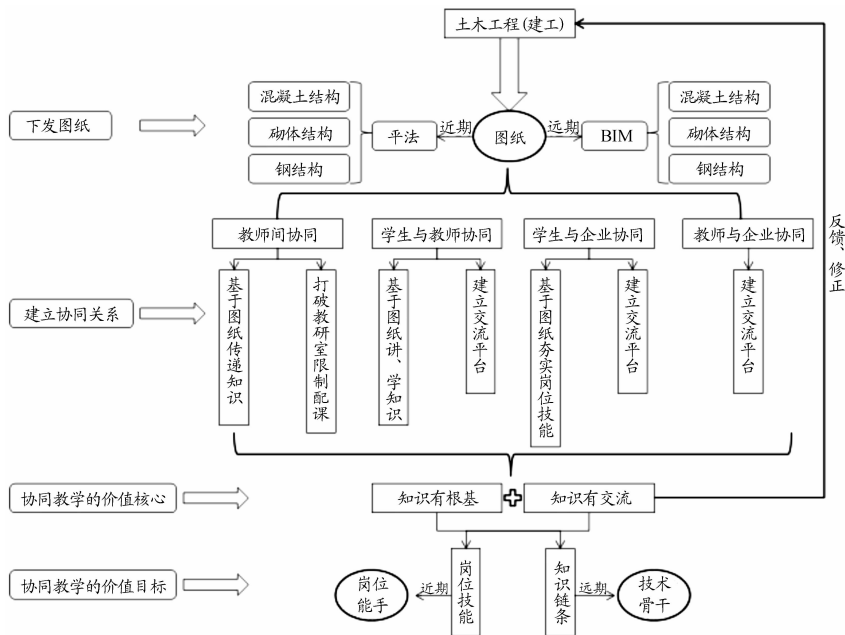 土木工程(建工)
混凝土结构
砌体结构
钢结构
平法
近期
图纸
远期
BIM
混凝土结构
砌体结构
钢结构
下发图纸
反馈、修正
教师间协同
学生与教师协同
学生与企业协同
教师与企业协同
建立协同关系
基于图纸传递知识
打破教研室限制配课
基于图纸讲、学知识
建立交流平台
基于图纸夯实岗位技能
建立交流平台
建立交流平台
协同教学的价值核心
知识有根基
知识有交流
协同教学的价值目标
岗位
能手
近期
岗位技能
知识链条
远期
技术
骨干